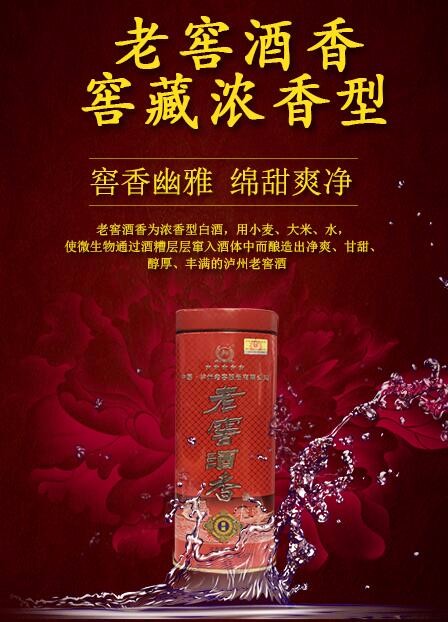 老窖酒香
窖藏浓香型
窖香幽雅 绵甜爽净
老窖酒香为浓香型白酒，用小麦、大米、水，
使微生物通过酒糟层层窜入酒体中而酿造出净爽、甘甜、
醇厚、丰满的泸州老窖酒
老窖酒香